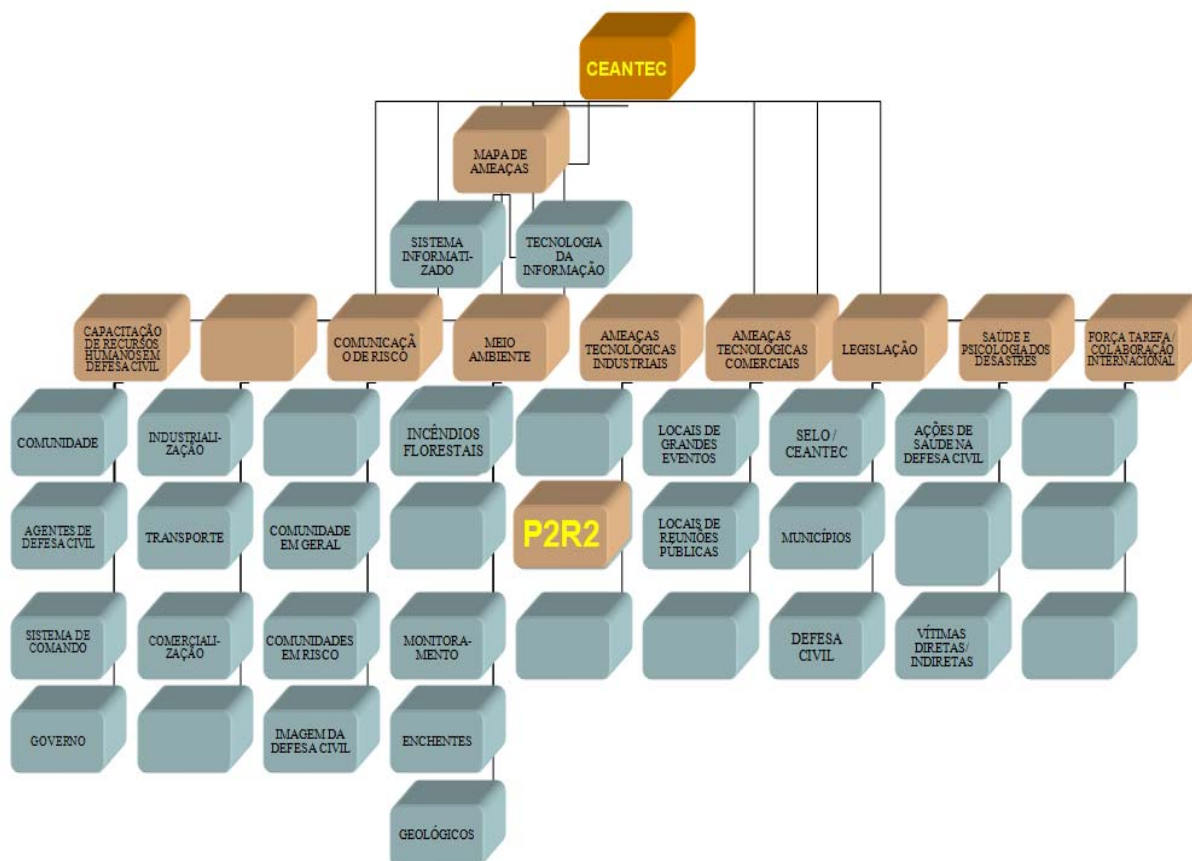 CEANTEC
MAPA DE
AMEAÇAS
SISTEMA
INFORMATI-
ZADO
TECNOLOGIA
DA
INFORMAÇÃO
CAPACITAÇÃO
DE RECURSOS
HUMANOS EM
DEFESA CIVIL
COMUNICAÇÃ
O DE RISCO
MEIO
AMBIENTE
AMEAÇAS
TECNOLÓGICAS
INDUSTRIAIS
AMEAÇAS
TECNOLÓGICAS
COMERCIAIS
LEGISLAÇÃO
SAÚDE E
PSICOLOGIA DOS
DESASTRES
FORÇA TAREFA /
COLABORAÇÃO
INTERNACIONAL
COMUNIDADE
INDUSTRIALI-
ZAÇÃO
INCÊNDIOS
FLORESTAIS
LOCAIS DE
GRANDES
EVENTOS
SELO /
CEANTEC
AÇÕES DE
SAÚDE NA
DEFESA CIVIL
AGENTES DE
DEFESA CIVIL
TRANSPORTE
COMUNIDADE
EM GERAL
P2R2
LOCAIS DE
REUNIÕES
PÚBLICAS
MUNICÍPIOS
SISTEMA DE
COMANDO
COMERCIALI-
ZAÇÃO
COMUNIDADES
EM RISCO
MONITORA-
MENTO
DEFESA
CIVIL
VÍTIMAS
DIRETAS/
INDIRETAS
GOVERNO
IMAGEM DA
DEFESA CIVIL
ENCHENTES
GEOLÓGICOS